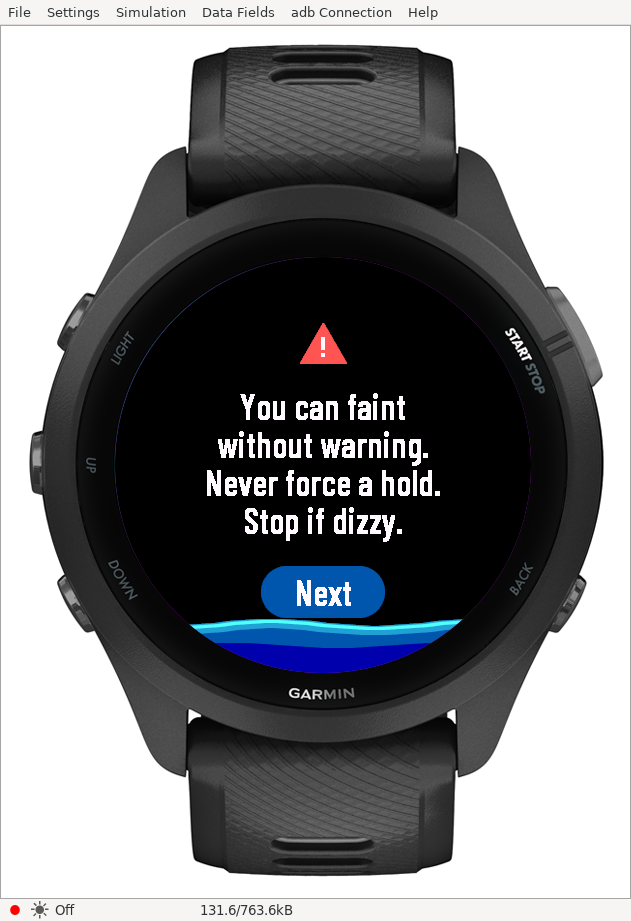 File Settings Simulation Data Fields adb Connection Help
LIGHT
START STOP
UP
DOWN
BACK
You can faint
without warning.
Never force a hold.
Stop if dizzy.
Next
GARMIN
Off 131.6/763.6kB